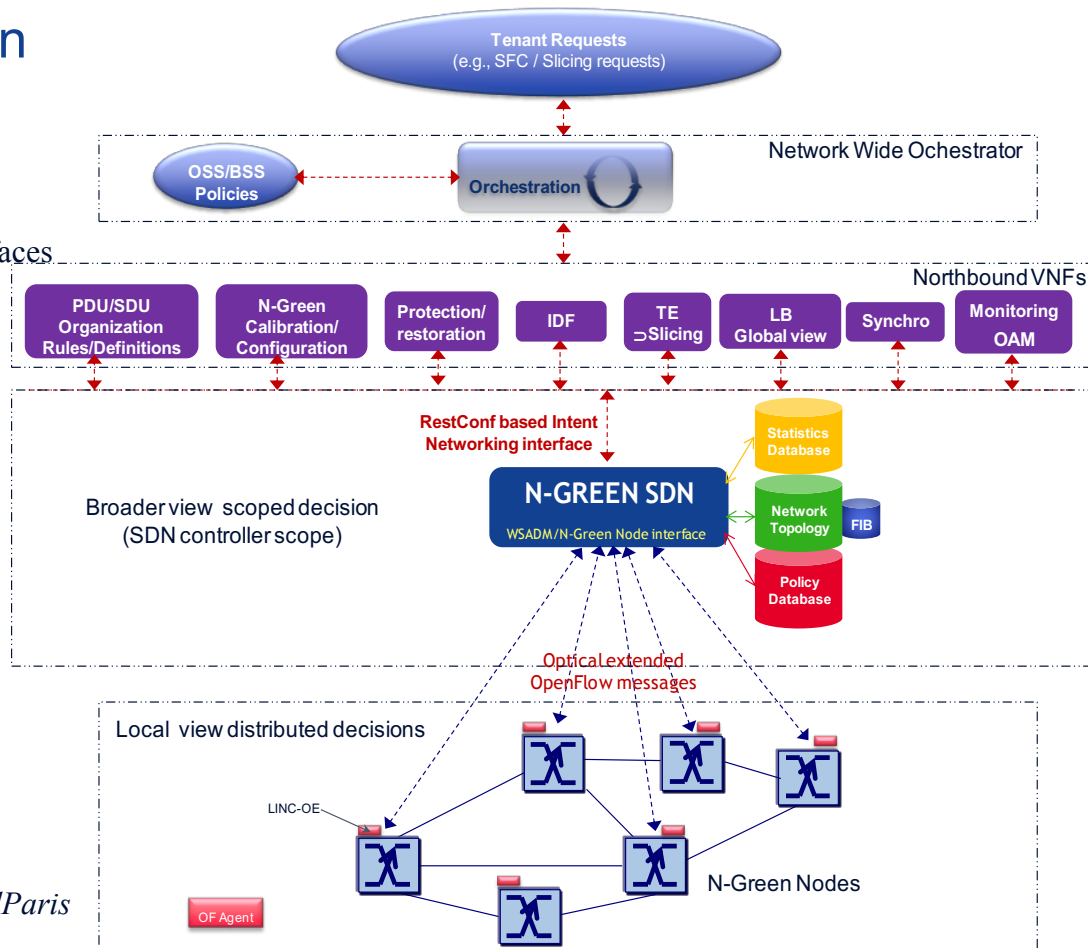 n
Tenant Requests
(e.g., SFC / Slicing requests)
Network Wide Ochestrator
OSS/BSS
Policies
Orchestration
faces
Northbound VNFs
PDU/SDU
Organization
Rules/Definitions
N-Green
Calibration/
Configuration
Protection/
restoration
IDF
TE
⊃Slicing
LB
Global view
Synchro
Monitoring
OAM
RestConf based Intent
Networking interface
Statistics
Database
N-GREEN SDN
WSADM/N-Green Node interface
Network
Topology
FIB
Broader view scoped decision
(SDN controller scope)
Policy
Database
Optical extended
OpenFlow messages
Local view distributed decisions
LINC-OE
N-Green Nodes
lParis
OF Agent